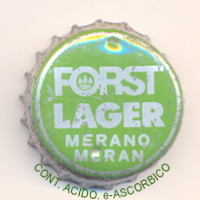 FORST
LAGER
MERANO
MERAN
CONT. ACIDO. e-ASCORBICO